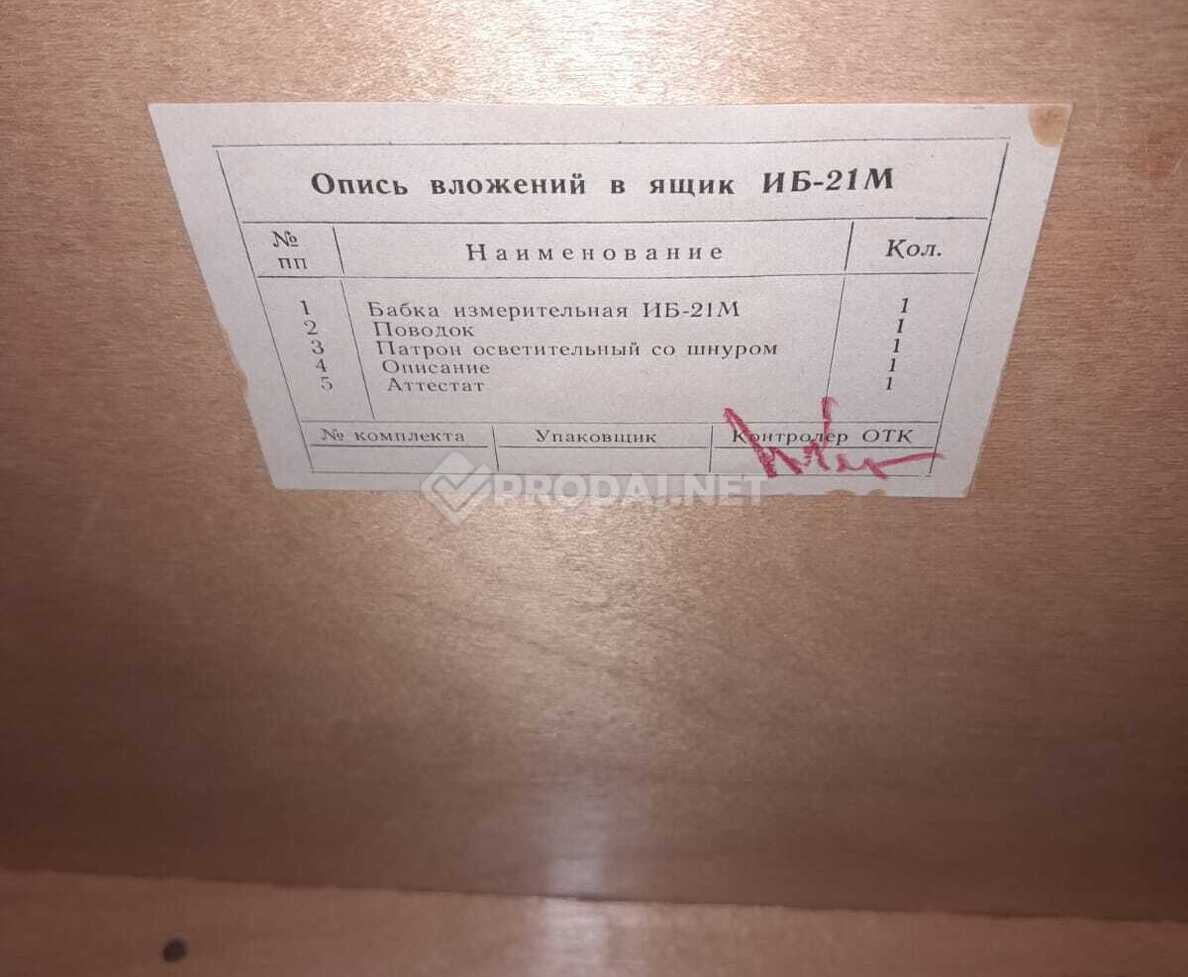 Опись вложений в ящик ИБ-21М
№ пп Наименование Кол.
1 Бабка измерительная ИБ-21М 1
2 Поводок 1
3 Патрон осветительный со шнуром 1
4 Описание 1
5 Аттестат 1
№ комплекта Упаковщик Контролер ОТК
PRODAI.NET